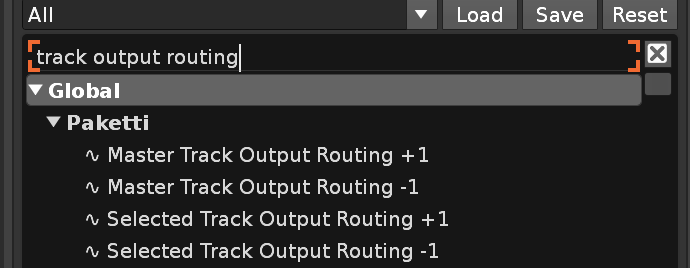 All Load Save Reset
track output routing
Global
Paketti
Master Track Output Routing +1
Master Track Output Routing -1
Selected Track Output Routing +1
Selected Track Output Routing -1